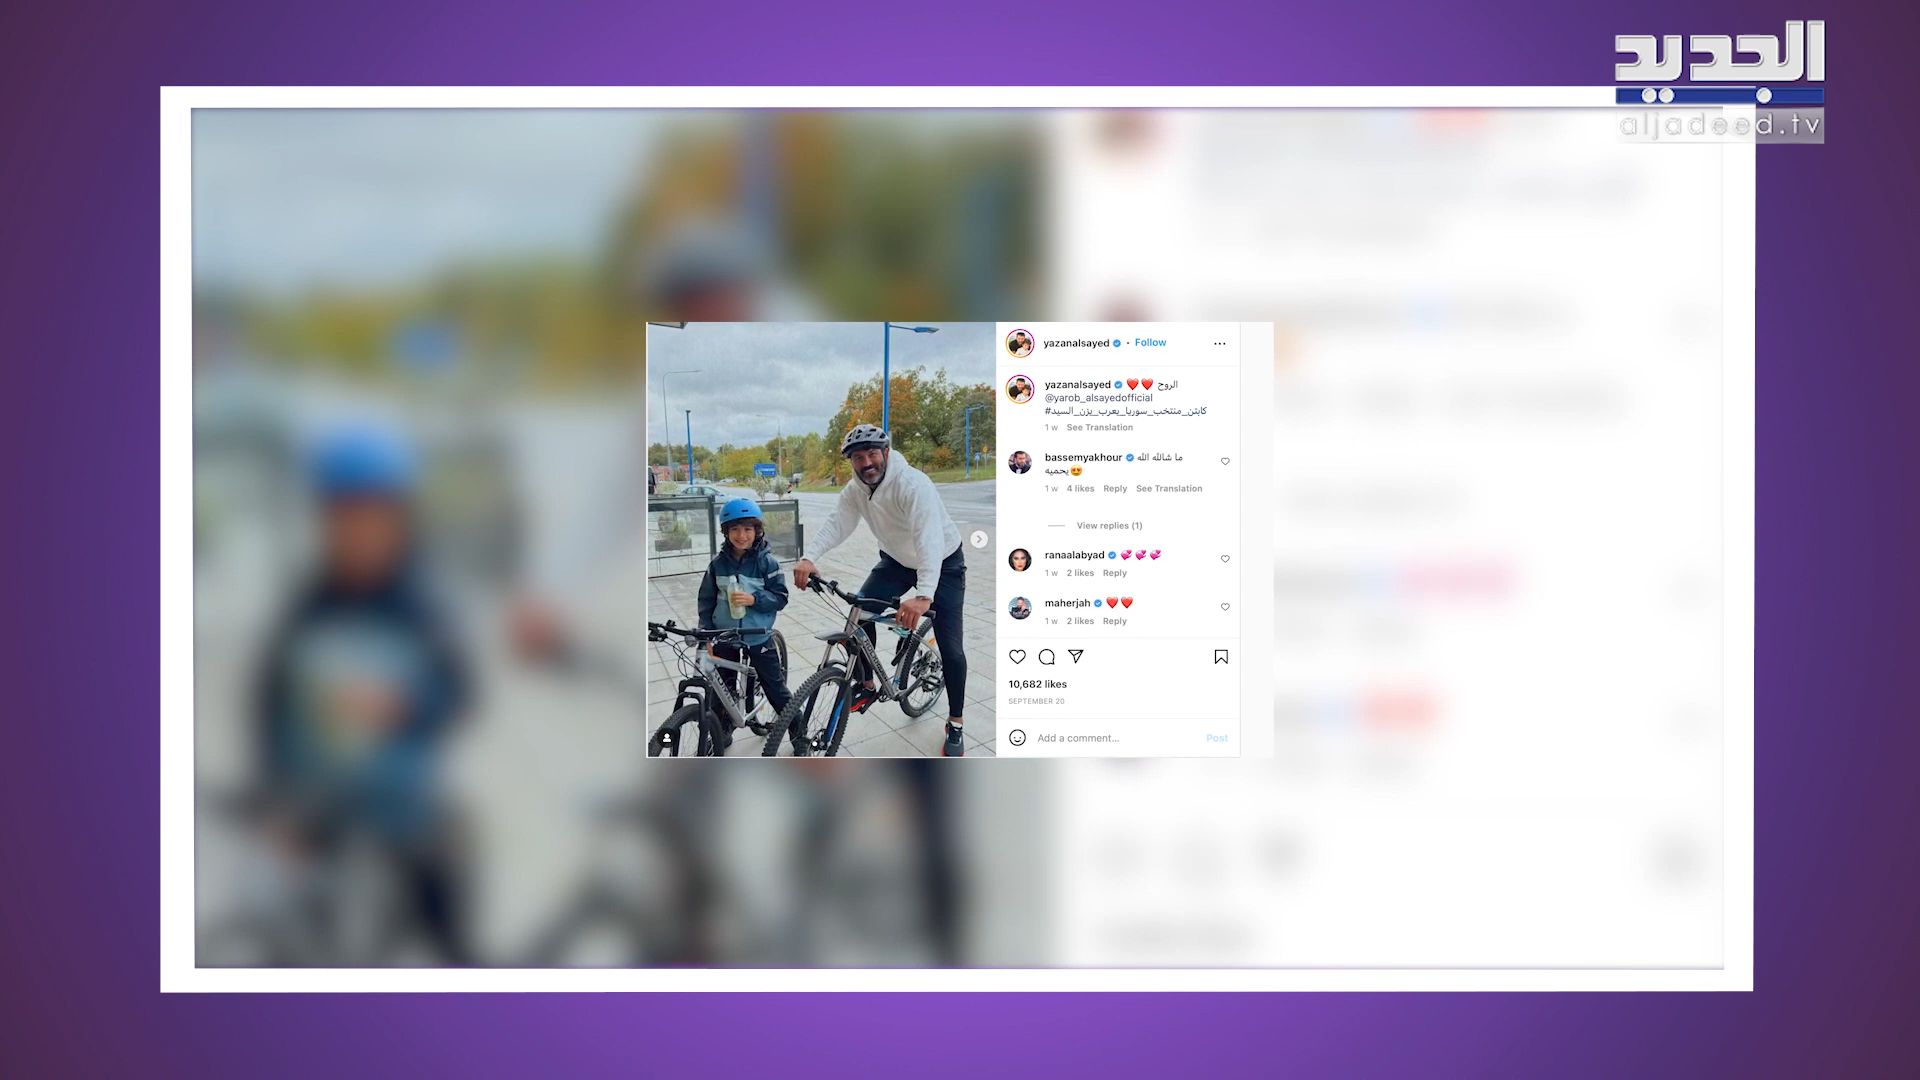 الجديد
aljadeed.tv
yazanalsayed • Follow
yazanalsayed ❤️❤️ الروح
@yarob_alsayedofficial
#كابتن_منتخب_سوريا_يعرب_يزن_السيد
1 w See Translation
bassemyakhour ما شالله الله
يحميه😍
1 w 4 likes Reply See Translation
View replies (1)
ranaalabyad 💞💞💞
1 w 2 likes Reply
maherjah ❤️❤️
1 w 2 likes Reply
10,682 likes
SEPTEMBER 20
Add a comment... Post